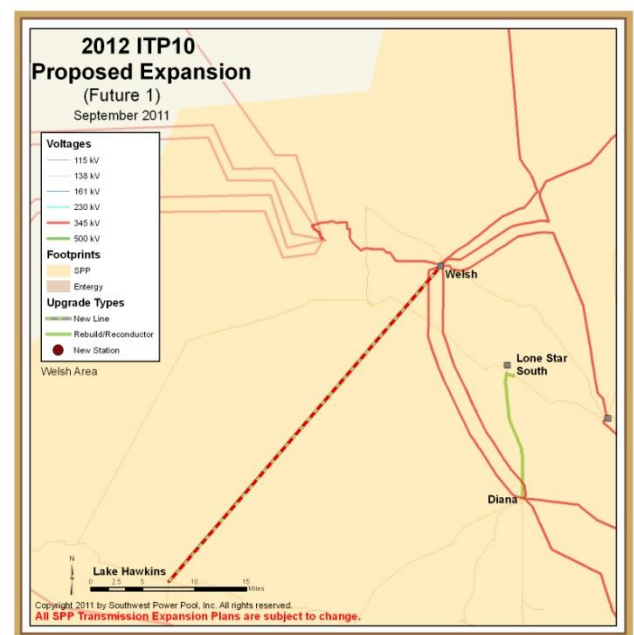 2012 ITP10
Proposed Expansion
(Future 1)
September 2011
Voltages
115 kV
138 kV
161 kV
230 kV
345 kV
500 kV
Footprints
SPP
Entergy
Upgrade Types
New Line
Rebuild/Reconductor
New Station
Welsh Area
Welsh
Lone Star
South
Diana
Lake Hawkins
N
0 2.5 5 10 15
Miles
Copyright 2011 by Southwest Power Pool, Inc. All rights reserved.
All SPP Transmission Expansion Plans are subject to change.